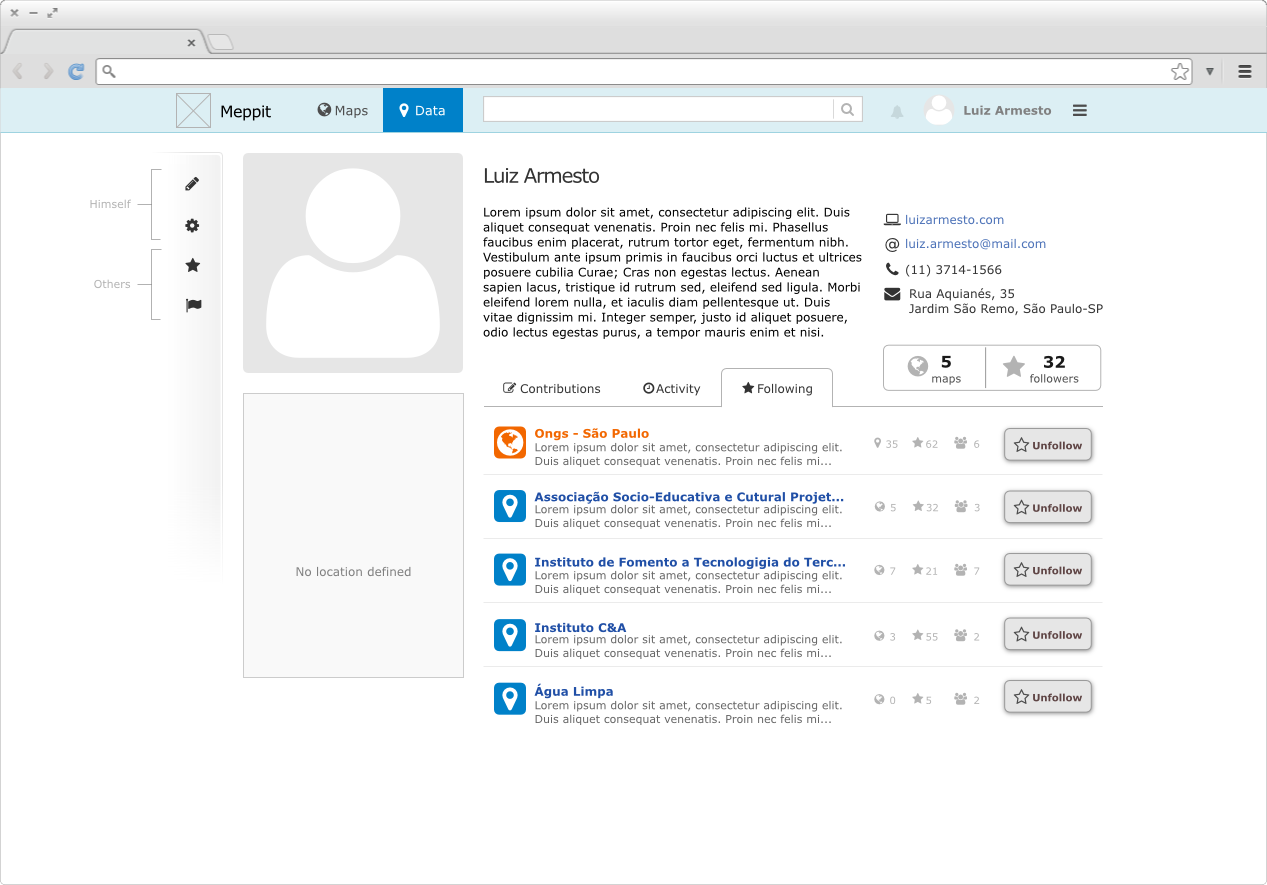 Meppit
Maps
Data
Luiz Armesto
Himself
Others
Luiz Armesto
Lorem ipsum dolor sit amet, consectetur adipiscing elit. Duis
aliquet consequat venenatis. Proin nec felis mi. Phasellus
faucibus enim placerat, rutrum tortor eget, fermentum nibh.
Vestibulum ante ipsum primis in faucibus orci luctus et ultrices
posuere cubilia Curae; Cras non egestas lectus. Aenean
sapien lacus, tristique id rutrum sed, eleifend sed ligula. Morbi
eleifend lorem nulla, et iaculis diam pellentesque ut. Duis
vitae dignissim mi. Integer semper, justo id aliquet posuere,
odio lectus egestas purus, a tempor mauris enim et nisi.
luizarmesto.com
@ luiz.armesto@mail.com
(11) 3714-1566
Rua Aquianés, 35
Jardim São Remo, São Paulo-SP
5
maps
32
followers
Contributions
Activity
Following
No location defined
Ongs - São Paulo
Lorem ipsum dolor sit amet, consectetur adipiscing elit.
Duis aliquet consequat venenatis. Proin nec felis mi...
35 62 6
Unfollow
Associação Socio-Educativa e Cutural Projet...
Lorem ipsum dolor sit amet, consectetur adipiscing elit.
Duis aliquet consequat venenatis. Proin nec felis mi...
5 32 3
Unfollow
Instituto de Fomento a Tecnologigia do Terc...
Lorem ipsum dolor sit amet, consectetur adipiscing elit.
Duis aliquet consequat venenatis. Proin nec felis mi...
7 21 7
Unfollow
Instituto C&A
Lorem ipsum dolor sit amet, consectetur adipiscing elit.
Duis aliquet consequat venenatis. Proin nec felis mi...
3 55 2
Unfollow
Água Limpa
Lorem ipsum dolor sit amet, consectetur adipiscing elit.
Duis aliquet consequat venenatis. Proin nec felis mi...
0 5 2
Unfollow